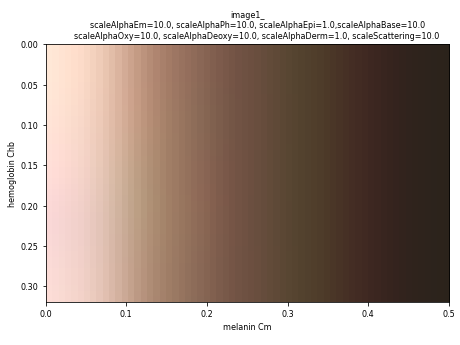 image1_
scaleAlphaEm=10.0, scaleAlphaPh=10.0, scaleAlphaEpi=1.0,scaleAlphaBase=10.0
scaleAlphaOxy=10.0, scaleAlphaDeoxy=10.0, scaleAlphaDerm=1.0, scaleScattering=10.0
0.00
0.05
0.10
0.15
0.20
0.25
0.30
hemoglobin Chb
0.0 0.1 0.2 0.3 0.4 0.5
melanin Cm